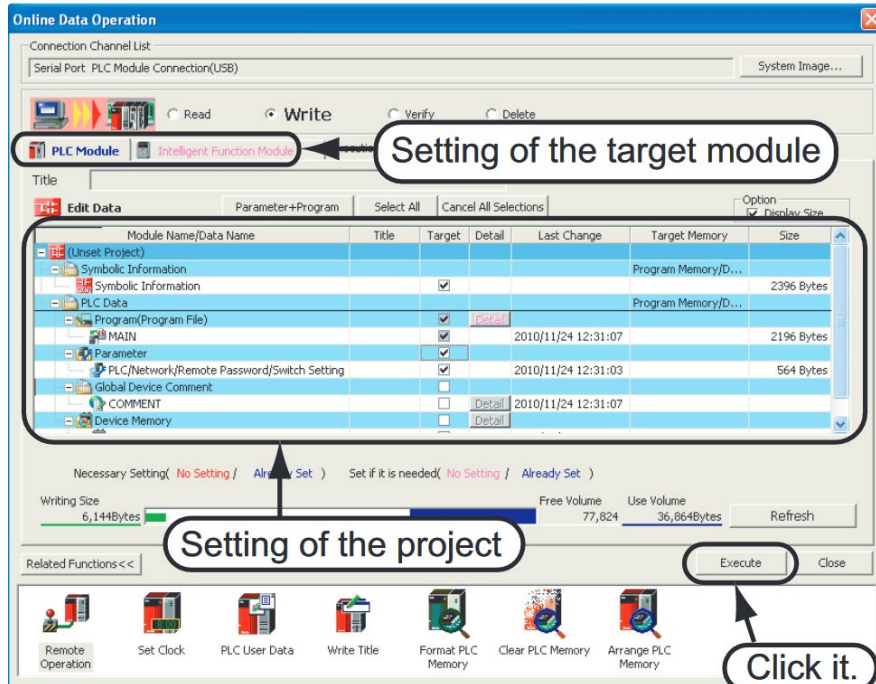 Online Data Operation
Connection Channel List
Serial Port PLC Module Connection(USB)
System Image...
Read Write Verify Delete
PLC Module Intelligent Function Module
Setting of the target module
Title
Edit Data Parameter+Program Select All Cancel All Selections
Option
Display Size
Module Name/Data Name Title Target Detail Last Change Target Memory Size
(Unset Project)
Symbolic Information Program Memory/D...
Symbolic Information 2396 Bytes
PLC Data Program Memory/D...
Program(Program File) Detail
MAIN 2010/11/24 12:31:07 2196 Bytes
Parameter
PLC/Network/Remote Password/Switch Setting 2010/11/24 12:31:03 564 Bytes
Global Device Comment
COMMENT Detail 2010/11/24 12:31:07
Device Memory Detail
Necessary Setting( No Setting / Already Set ) Set if it is needed( No Setting / Already Set )
Writing Size Free Volume Use Volume
6,144Bytes 77,824 36,864Bytes Refresh
Setting of the project
Related Functions<< Execute Close
Remote Operation
Set Clock
PLC User Data
Write Title
Format PLC Memory
Clear PLC Memory
Arrange PLC Memory
Click it.